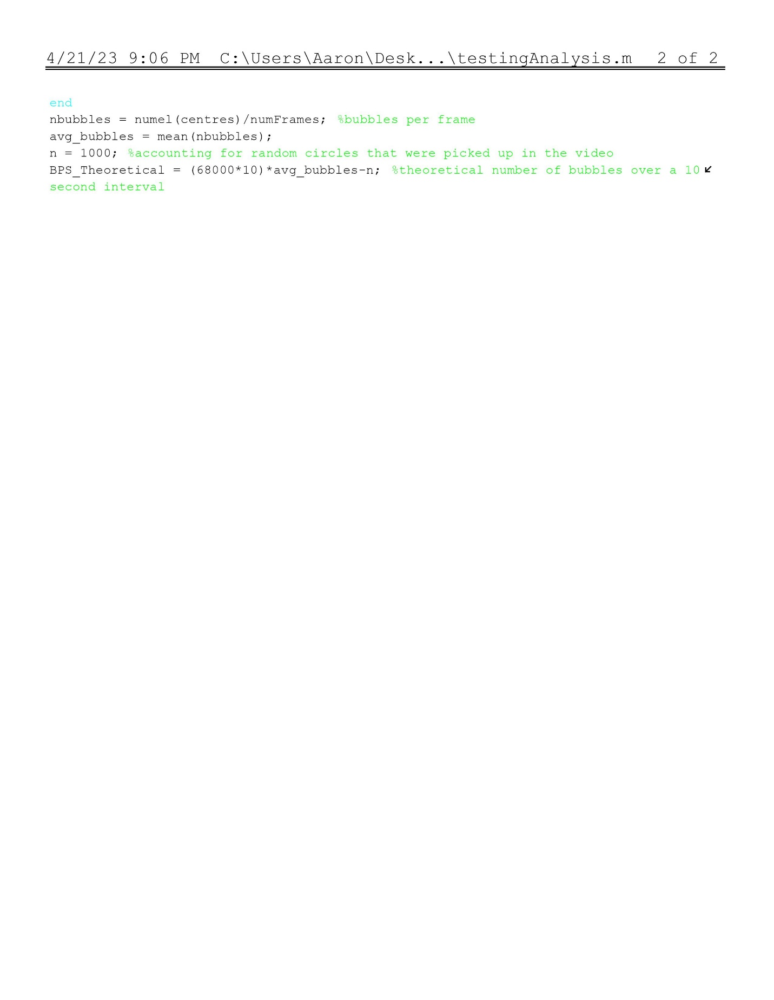 4/21/23 9:06 PM C:\Users\Aaron\Desk...\testingAnalysis.m 2 of 2
end
nbubbles = numel(centres)/numFrames; %bubbles per frame
avg_bubbles = mean(nbubbles);
n = 1000; %accounting for random circles that were picked up in the video
BPS_Theoretical = (68000*10)*avg_bubbles-n; %theoretical number of bubbles over a 10 ↙
second interval